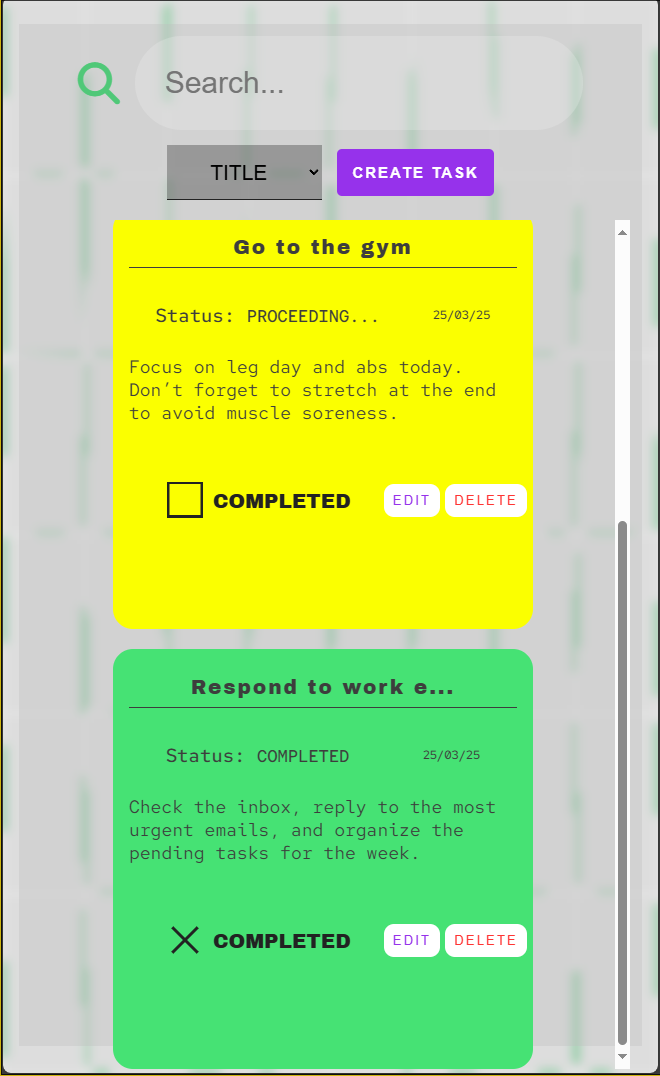 Search...
TITLE CREATE TASK
Go to the gym
Status: PROCEEDING... 25/03/25
Focus on leg day and abs today.
Don’t forget to stretch at the end
to avoid muscle soreness.
COMPLETED EDIT DELETE
Respond to work e...
Status: COMPLETED 25/03/25
Check the inbox, reply to the most
urgent emails, and organize the
pending tasks for the week.
COMPLETED EDIT DELETE